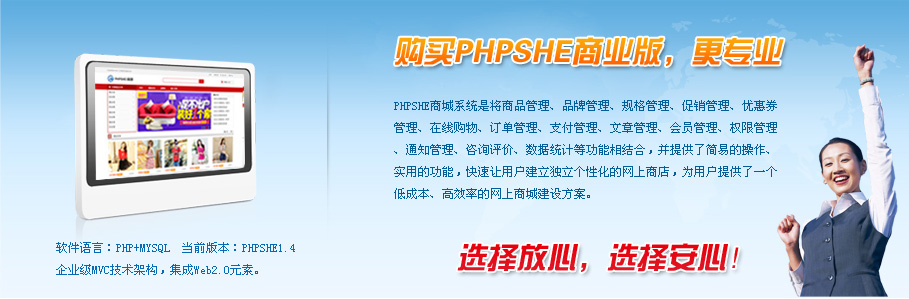 购买PHPSHE商业版，更专业
PHPSHE商城系统是将商品管理、品牌管理、规格管理、促销管理、优惠券
管理、在线购物、订单管理、支付管理、文章管理、会员管理、权限管理
、通知管理、咨询评价、数据统计等功能相结合，并提供了简易的操作、
实用的功能，快速让用户建立独立个性化的网上商店，为用户提供了一个
低成本、高效率的网上商城建设方案。
软件语言：PHP+MYSQL 当前版本：PHPSHE1.4
企业级MVC技术架构，集成Web2.0元素。
选择放心，选择安心！